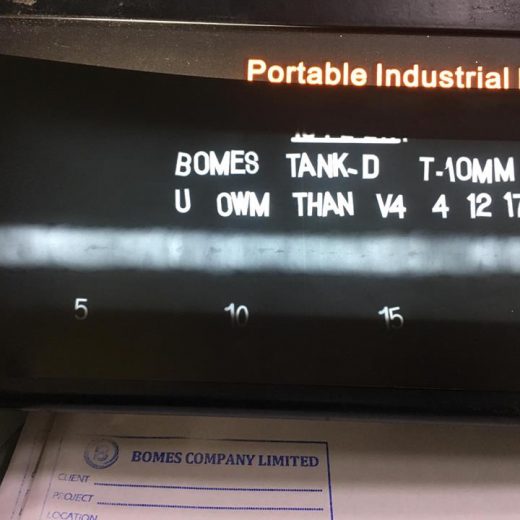 Portable Industrial
BOMES TANK-D T-10MM
U OWM THAN V4 4 12 17
5 10 15
BOMES COMPANY LIMITED
CLIENT
PROJECT
LOCATION